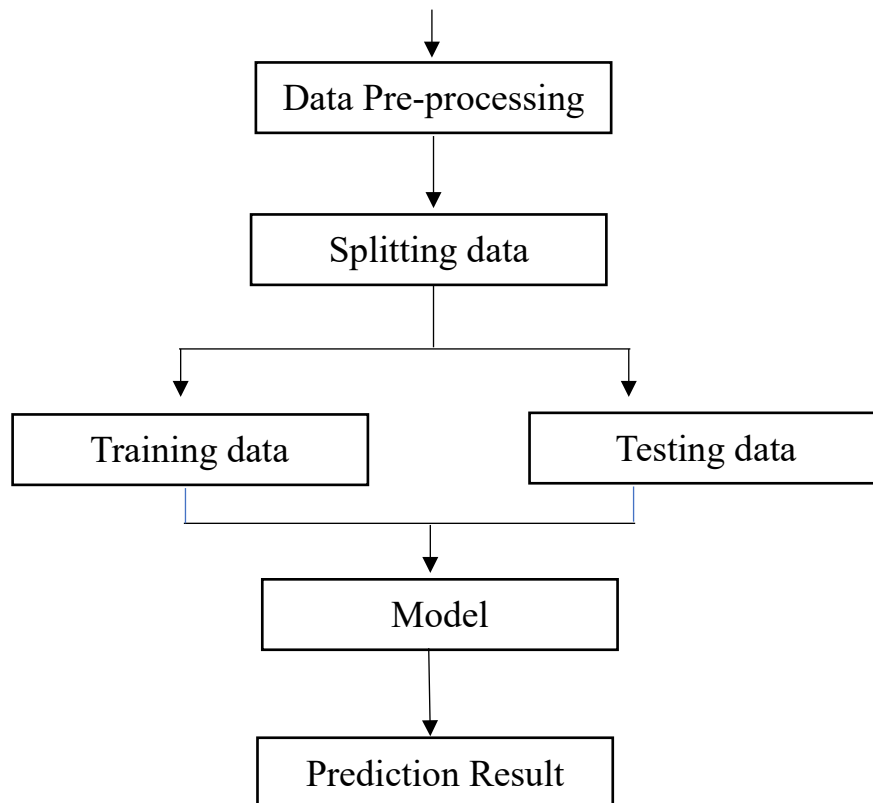 Data Pre-processing
Splitting data
Training data
Testing data
Model
Prediction Result